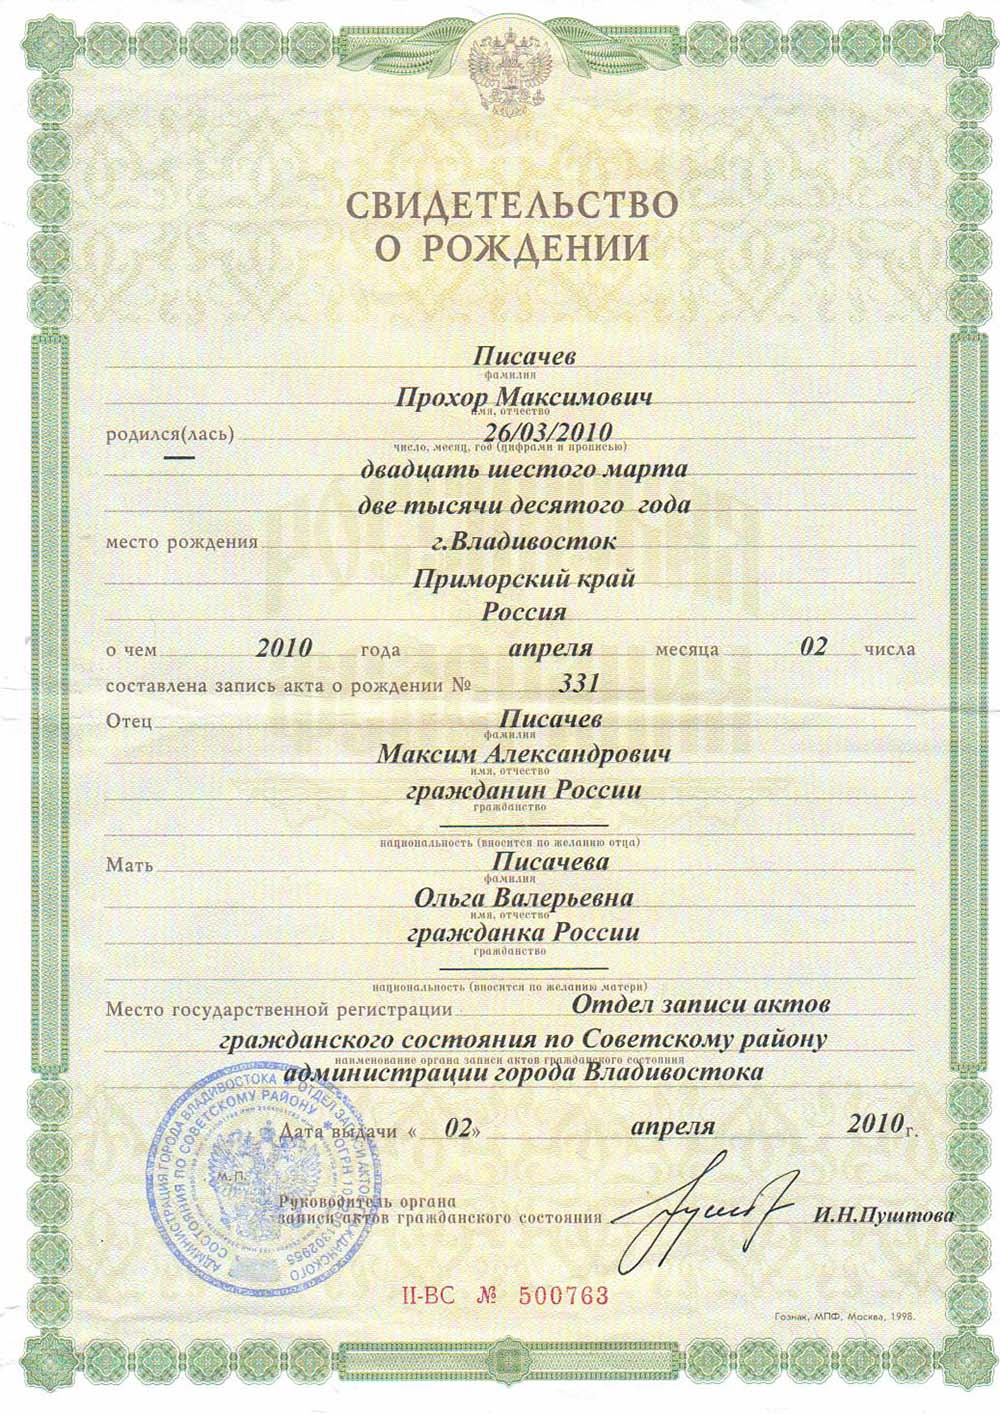 СВИДЕТЕЛЬСТВО
О РОЖДЕНИИ
Писачев
фамилия
Прохор Максимович
имя, отчество
родился(лась) 26/03/2010
число, месяц, год (цифрами и прописью)
двадцать шестого марта
две тысячи десятого года
место рождения г.Владивосток
Приморский край
Россия
о чем 2010 года апреля месяца 02 числа
составлена запись акта о рождении № 331
Отец Писачев
фамилия
Максим Александрович
имя, отчество
гражданин России
гражданство
национальность (вносится по желанию отца)
Мать Писачева
фамилия
Ольга Валерьевна
имя, отчество
гражданка России
гражданство
национальность (вносится по желанию матери)
Место государственной регистрации Отдел записи актов
гражданского состояния по Советскому району
наименование органа записи актов гражданского состояния
администрации города Владивостока
Дата выдачи « 02» апреля 2010г.
М.П.
Руководитель органа
записи актов гражданского состояния И.Н.Пуштова
АДМИНИСТРАЦИЯ ГОРОДА ВЛАДИВОСТОКА ОТДЕЛ ЗАПИСИ АКТОВ ГРАЖДАНСКОГО
СОСТОЯНИЯ ПО СОВЕТСКОМУ РАЙОНУ
II-ВС № 500763
Гознак, МПФ, Москва, 1998.